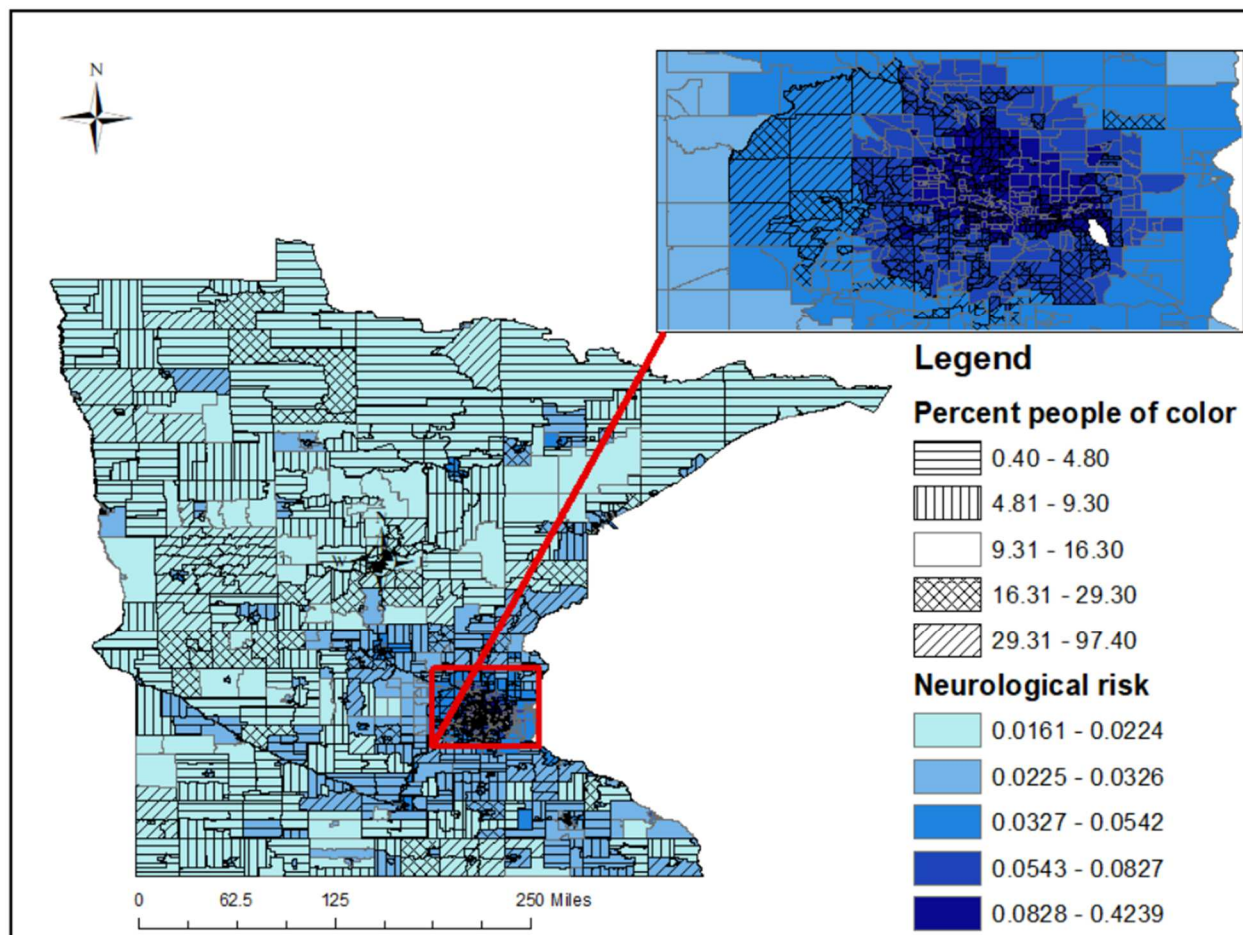 N
W
Legend
Percent people of color
0.40 - 4.80
4.81 - 9.30
9.31 - 16.30
16.31 - 29.30
29.31 - 97.40
Neurological risk
0.0161 - 0.0224
0.0225 - 0.0326
0.0327 - 0.0542
0.0543 - 0.0827
0.0828 - 0.4239
0 62.5 125 250 Miles